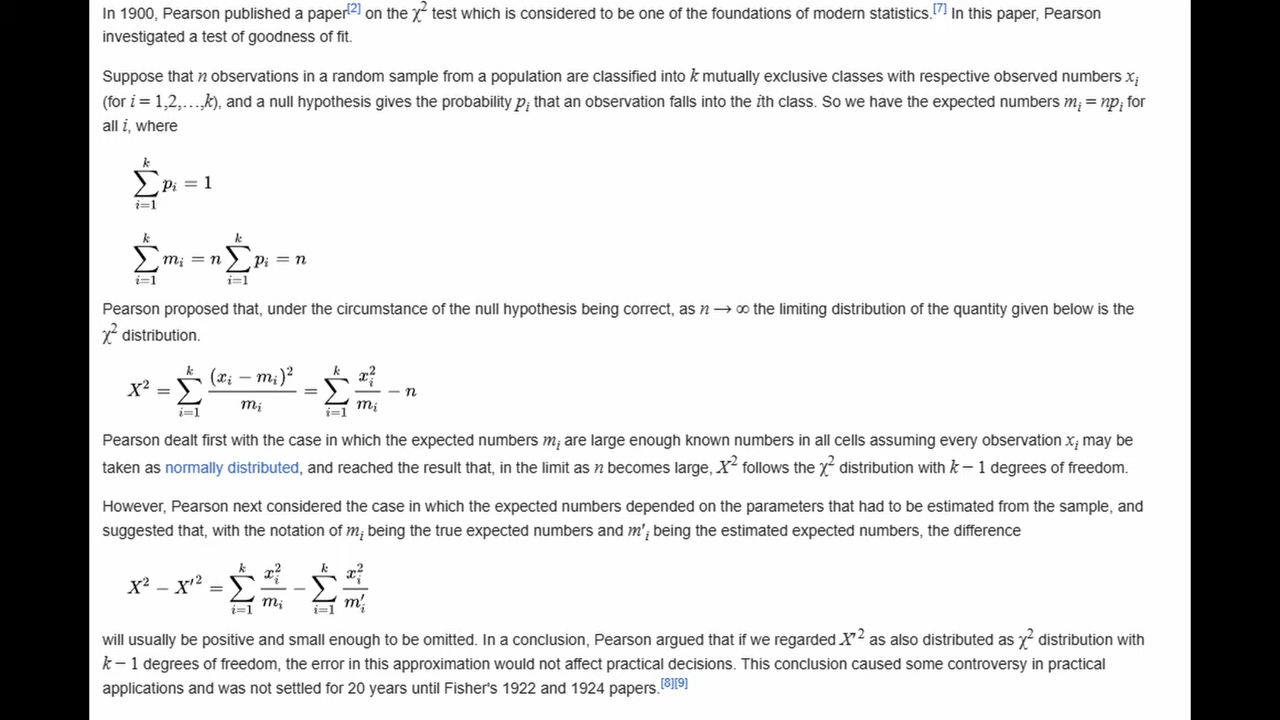 In 1900, Pearson published a paper[2] on the χ² test which is considered to be one of the foundations of modern statistics.[7] In this paper, Pearson
investigated a test of goodness of fit.
Suppose that n observations in a random sample from a population are classified into k mutually exclusive classes with respective observed numbers xᵢ
(for i = 1,2,…,k), and a null hypothesis gives the probability pᵢ that an observation falls into the ith class. So we have the expected numbers mᵢ = npᵢ for
all i, where
∑_{i=1}^{k} pᵢ = 1
∑_{i=1}^{k} mᵢ = n ∑_{i=1}^{k} pᵢ = n
Pearson proposed that, under the circumstance of the null hypothesis being correct, as n → ∞ the limiting distribution of the quantity given below is the
χ² distribution.
X² = ∑_{i=1}^{k} (xᵢ − mᵢ)²/ mᵢ = ∑_{i=1}^{k} xᵢ² / mᵢ − n
Pearson dealt first with the case in which the expected numbers mᵢ are large enough known numbers in all cells assuming every observation xᵢ may be
taken as normally distributed, and reached the result that, in the limit as n becomes large, X² follows the χ² distribution with k − 1 degrees of freedom.
However, Pearson next considered the case in which the expected numbers depended on the parameters that had to be estimated from the sample, and
suggested that, with the notation of mᵢ being the true expected numbers and m′ᵢ being the estimated expected numbers, the difference
X² − X′² = ∑_{i=1}^{k} xᵢ² / mᵢ − ∑_{i=1}^{k} xᵢ² / m′ᵢ
will usually be positive and small enough to be omitted. In a conclusion, Pearson argued that if we regarded X′² as also distributed as χ² distribution with
k − 1 degrees of freedom, the error in this approximation would not affect practical decisions. This conclusion caused some controversy in practical
applications and was not settled for 20 years until Fisher's 1922 and 1924 papers.[8][9]